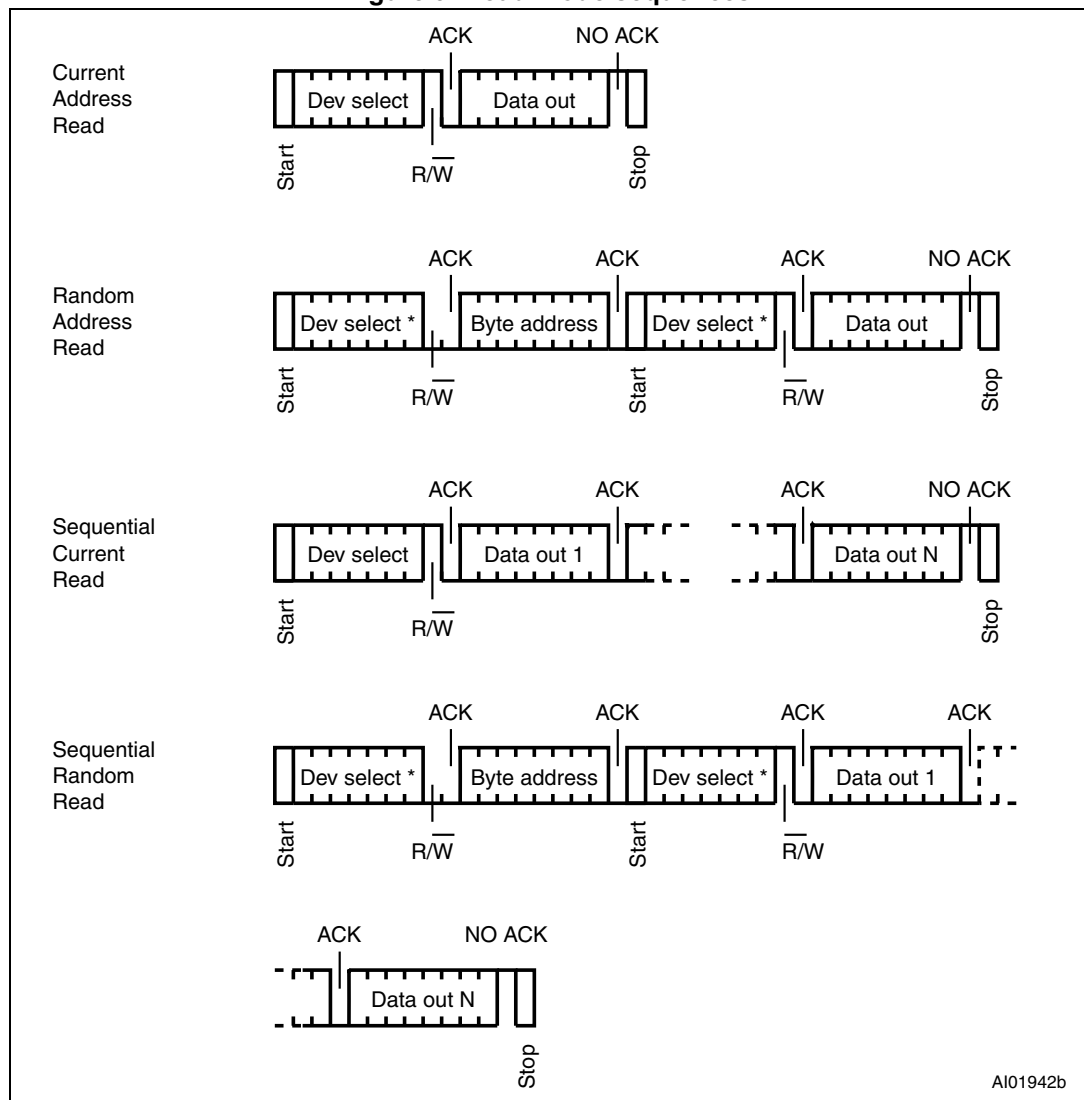 ACK NO ACK
Current
Address
Read
Dev select Data out
Start R/W̅ Stop
ACK ACK ACK NO ACK
Random
Address
Read
Dev select * Byte address Dev select * Data out
Start R/W̅ Start R̅/W Stop
ACK ACK ACK NO ACK
Sequential
Current
Read
Dev select Data out 1 Data out N
Start R/W̅ Stop
ACK ACK ACK ACK
Sequential
Random
Read
Dev select * Byte address Dev select * Data out 1
Start R/W̅ Start R̅/W
ACK NO ACK
Data out N
Stop
AI01942b